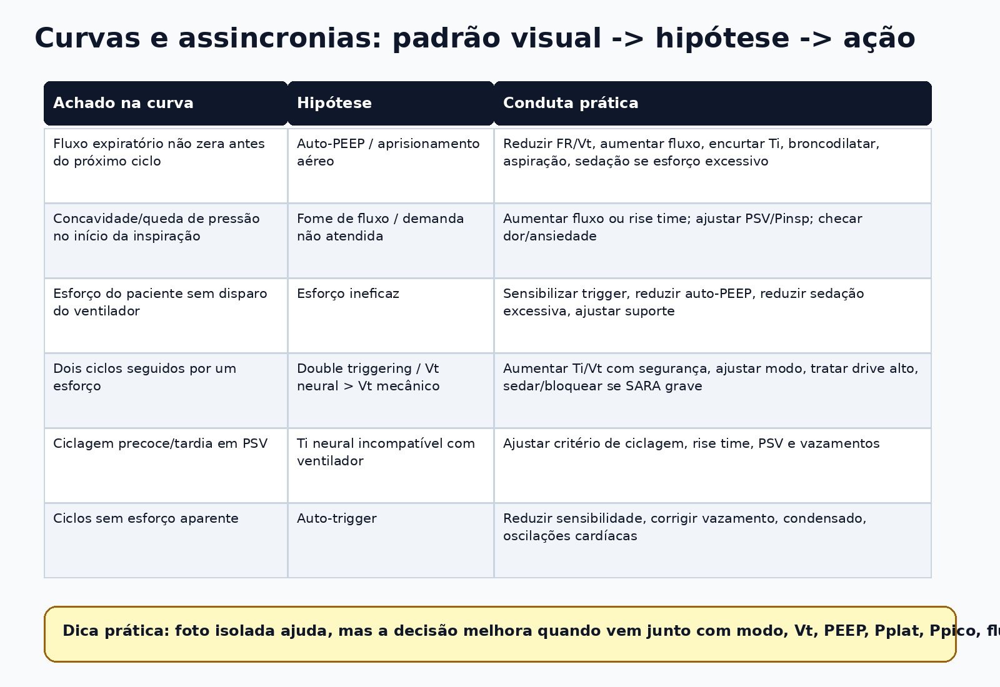 Curvas e assincronias: padrão visual -> hipótese -> ação
Achado na curva
Hipótese
Conduta prática
Fluxo expiratório não zera antes
do próximo ciclo
Auto-PEEP / aprisionamento
aéreo
Reduzir FR/Vt, aumentar fluxo, encurtar Ti, broncodilatar,
aspiração, sedação se esforço excessivo
Concavidade/queda de pressão
no início da inspiração
Fome de fluxo / demanda
não atendida
Aumentar fluxo ou rise time; ajustar PSV/Pinsp; checar
dor/ansiedade
Esforço do paciente sem disparo
do ventilador
Esforço ineficaz
Sensibilizar trigger, reduzir auto-PEEP, reduzir sedação
excessiva, ajustar suporte
Dois ciclos seguidos por um
esforço
Double triggering / Vt
neural > Vt mecânico
Aumentar Ti/Vt com segurança, ajustar modo, tratar drive alto,
sedar/bloquear se SARA grave
Ciclagem precoce/tardia em PSV
Ti neural incompatível com
ventilador
Ajustar critério de ciclagem, rise time, PSV e vazamentos
Ciclos sem esforço aparente
Auto-trigger
Reduzir sensibilidade, corrigir vazamento, condensado,
oscilações cardíacas
Dica prática: foto isolada ajuda, mas a decisão melhora quando vem junto com modo, Vt, PEEP, Pplat, Ppico,